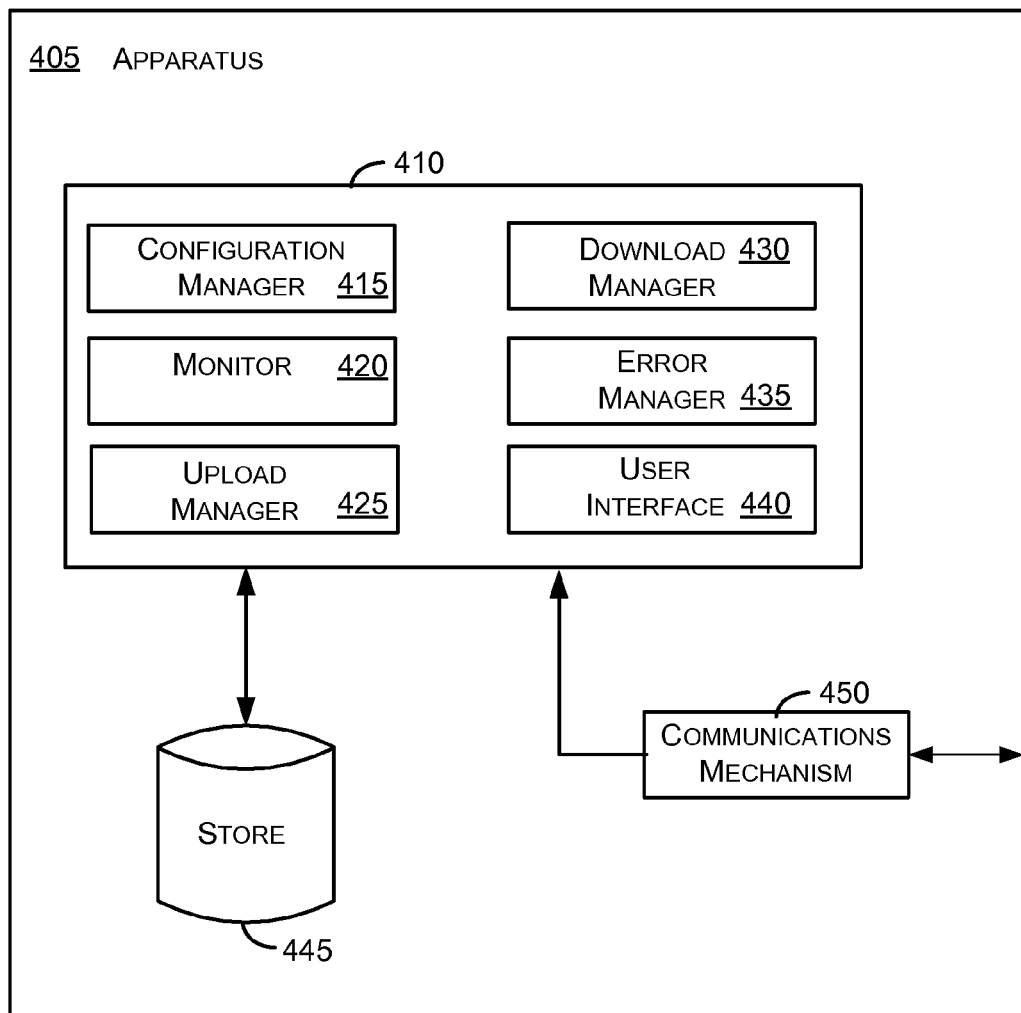 405 APPARATUS
410
CONFIGURATION
MANAGER 415
DOWNLOAD 430
MANAGER
MONITOR 420
ERROR
MANAGER 435
UPLOAD
MANAGER 425
USER
INTERFACE 440
450
COMMUNICATIONS
MECHANISM
STORE
445